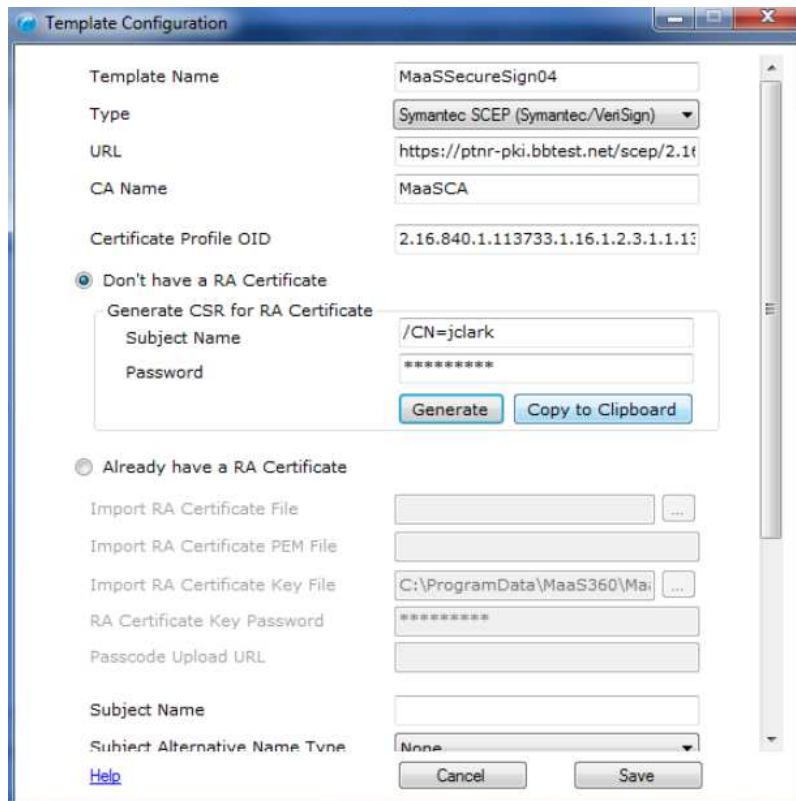 Template Configuration
Template Name MaaSSecureSign04
Type Symantec SCEP (Symantec/VeriSign)
URL https://ptnr-pki.bbtest.net/scep/2.16
CA Name MaaSCA
Certificate Profile OID 2.16.840.1.113733.1.16.1.2.3.1.1.13
Don't have a RA Certificate
Generate CSR for RA Certificate
Subject Name /CN=jclark
Password *********
Generate Copy to Clipboard
Already have a RA Certificate
Import RA Certificate File ...
Import RA Certificate PEM File
Import RA Certificate Key File C:\ProgramData\MaaS360\Maa ...
RA Certificate Key Password *********
Passcode Upload URL
Subject Name
Subject Alternative Name Type None
Help Cancel Save